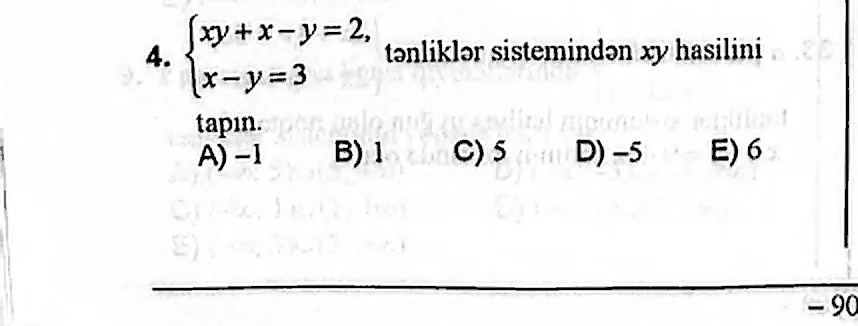 4. { xy + x − y = 2,
x − y = 3 tənliklər sistemindən xy hasilini
tapın.
A) −1 B) 1 C) 5 D) −5 E) 6
− 90